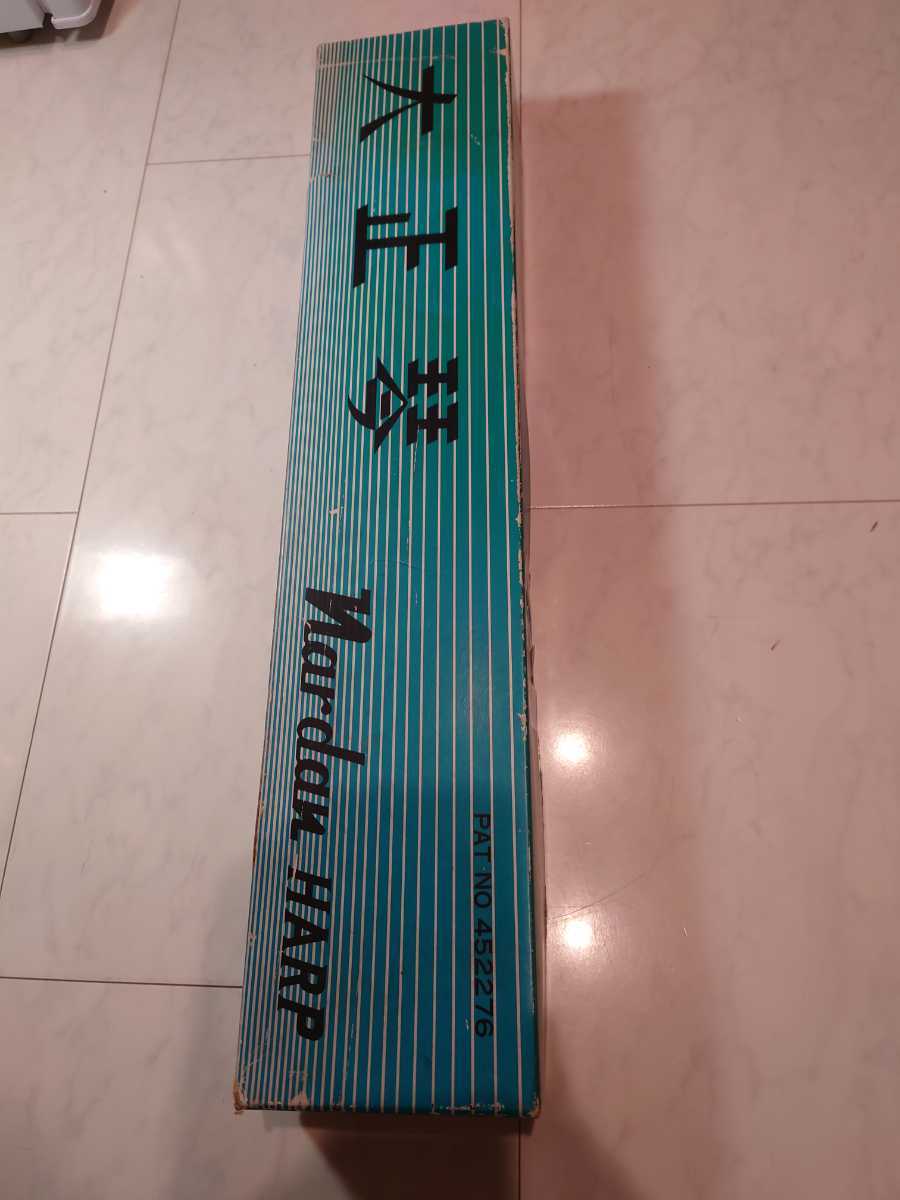 大正琴
PAT·NO 452276
Nardan HARP